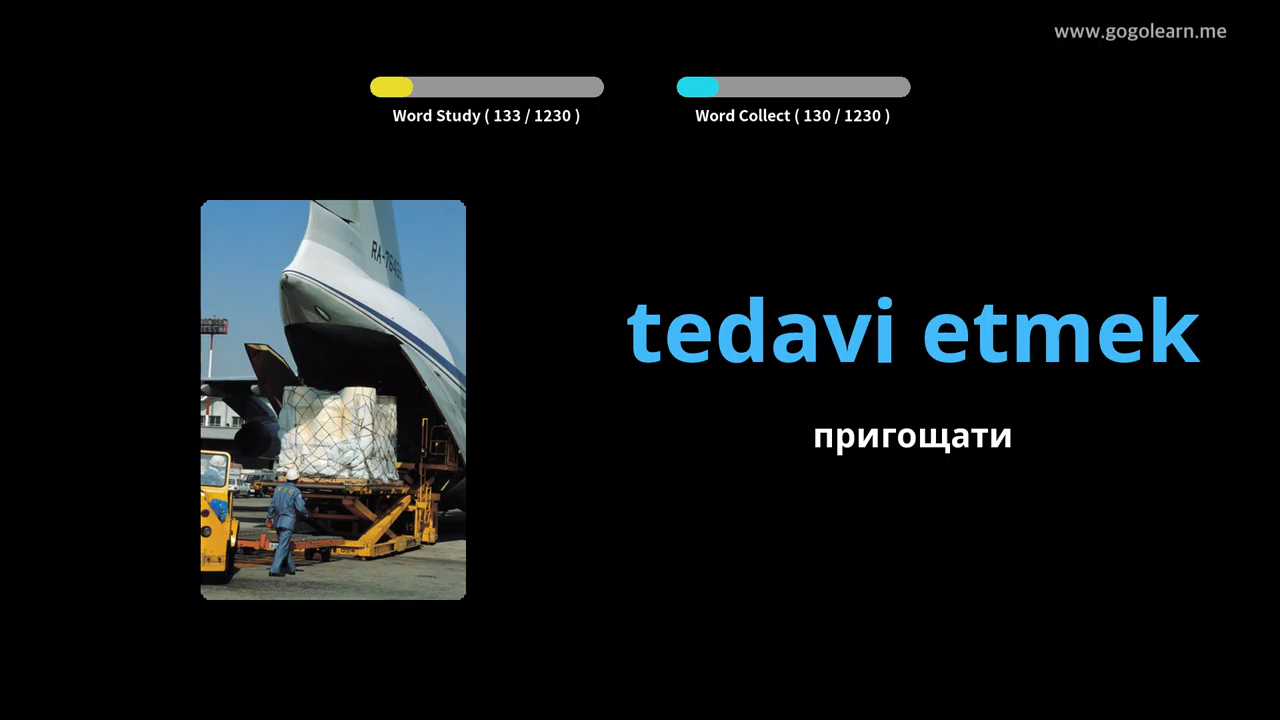 www.gogolearn.me
Word Study ( 133 / 1230 )
Word Collect ( 130 / 1230 )
tedavi etmek
пригощати